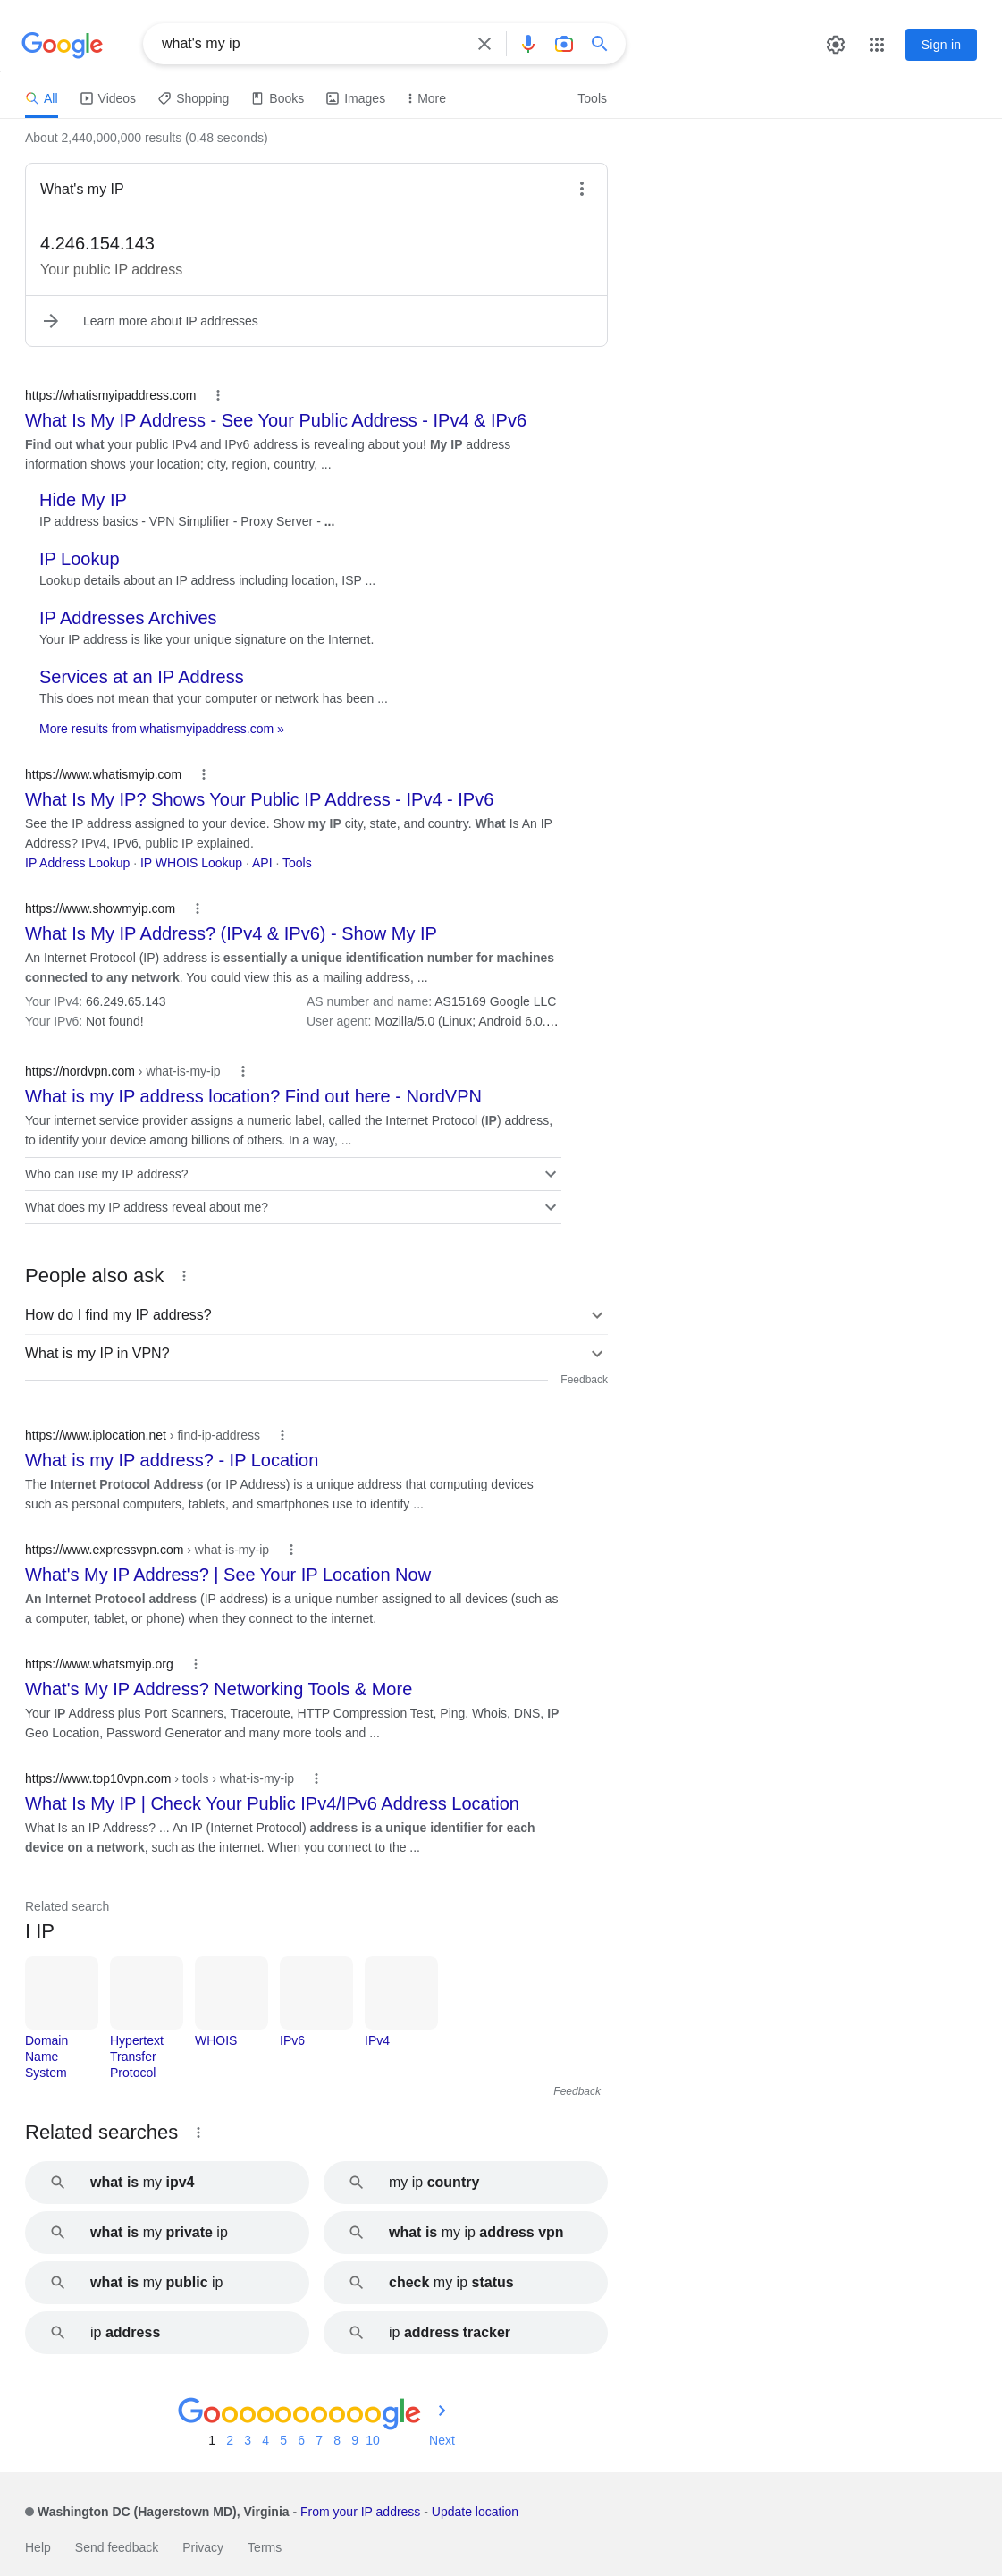 Google
what's my ip
Sign in
All
Videos
Shopping
Books
Images
More
Tools
About 2,440,000,000 results (0.48 seconds)
What's my IP
4.246.154.143
Your public IP address
Learn more about IP addresses
https://whatismyipaddress.com
What Is My IP Address - See Your Public Address - IPv4 & IPv6
Find out what your public IPv4 and IPv6 address is revealing about you! My IP address
information shows your location; city, region, country, ...
Hide My IP
IP address basics - VPN Simplifier - Proxy Server - ...
IP Lookup
Lookup details about an IP address including location, ISP ...
IP Addresses Archives
Your IP address is like your unique signature on the Internet.
Services at an IP Address
This does not mean that your computer or network has been ...
More results from whatismyipaddress.com »
https://www.whatismyip.com
What Is My IP? Shows Your Public IP Address - IPv4 - IPv6
See the IP address assigned to your device. Show my IP city, state, and country. What Is An IP
Address? IPv4, IPv6, public IP explained.
IP Address Lookup · IP WHOIS Lookup · API · Tools
https://www.showmyip.com
What Is My IP Address? (IPv4 & IPv6) - Show My IP
An Internet Protocol (IP) address is essentially a unique identification number for machines
connected to any network. You could view this as a mailing address, ...
Your IPv4: 66.249.65.143
AS number and name: AS15169 Google LLC
Your IPv6: Not found!
User agent: Mozilla/5.0 (Linux; Android 6.0.…
https://nordvpn.com › what-is-my-ip
What is my IP address location? Find out here - NordVPN
Your internet service provider assigns a numeric label, called the Internet Protocol (IP) address,
to identify your device among billions of others. In a way, ...
Who can use my IP address?
What does my IP address reveal about me?
People also ask
How do I find my IP address?
What is my IP in VPN?
Feedback
https://www.iplocation.net › find-ip-address
What is my IP address? - IP Location
The Internet Protocol Address (or IP Address) is a unique address that computing devices
such as personal computers, tablets, and smartphones use to identify ...
https://www.expressvpn.com › what-is-my-ip
What's My IP Address? | See Your IP Location Now
An Internet Protocol address (IP address) is a unique number assigned to all devices (such as
a computer, tablet, or phone) when they connect to the internet.
https://www.whatsmyip.org
What's My IP Address? Networking Tools & More
Your IP Address plus Port Scanners, Traceroute, HTTP Compression Test, Ping, Whois, DNS, IP
Geo Location, Password Generator and many more tools and ...
https://www.top10vpn.com › tools › what-is-my-ip
What Is My IP | Check Your Public IPv4/IPv6 Address Location
What Is an IP Address? ... An IP (Internet Protocol) address is a unique identifier for each
device on a network, such as the internet. When you connect to the ...
Related search
I IP
Domain
Name
System
Hypertext
Transfer
Protocol
WHOIS
IPv6
IPv4
Feedback
Related searches
what is my ipv4
my ip country
what is my private ip
what is my ip address vpn
what is my public ip
check my ip status
ip address
ip address tracker
Goooooooooogle
1 2 3 4 5 6 7 8 9 10 Next
Washington DC (Hagerstown MD), Virginia - From your IP address - Update location
Help Send feedback Privacy Terms